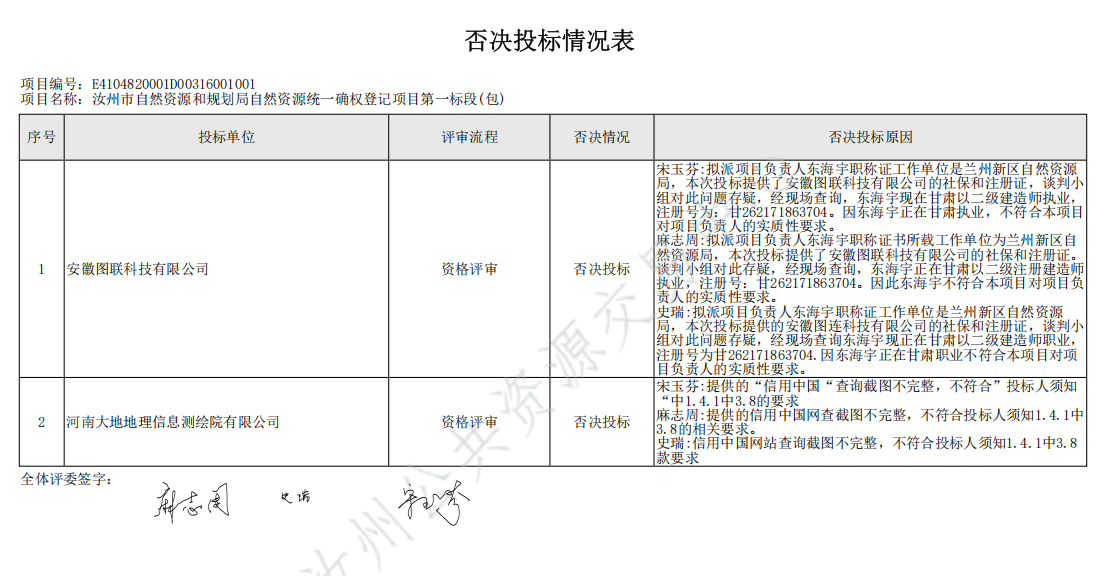 否决投标情况表
项目编号：E4104820001D00316001001
项目名称：汝州市自然资源和规划局自然资源统一确权登记项目第一标段(包)
序号 投标单位 评审流程 否决情况 否决投标原因
1 安徽图联科技有限公司 资格评审 否决投标
宋玉芬:拟派项目负责人东海宇职称证工作单位是兰州新区自然资源
局，本次投标提供了安徽图联科技有限公司的社保和注册证，谈判小
组对此问题存疑，经现场查询，东海宇现在甘肃以二级建造师执业，
注册号为：甘262171863704。因东海宇正在甘肃执业，不符合本项目
对项目负责人的实质性要求。
麻志周:拟派项目负责人东海宇职称证书所载工作单位为兰州新区自
然资源局，本次投标提供了安徽图联科技有限公司的社保和注册证。
谈判小组对此存疑，经现场查询，东海宇正在甘肃以二级注册建造师
执业，注册号：甘262171863704。因此东海宇不符合本项目对项目负
责人的实质性要求。
史瑞:拟派项目负责人东海宇职称证工作单位是兰州新区自然资源
局，本次投标提供的安徽图连科技有限公司的社保和注册证，谈判小
组对此问题存疑，经现场查询东海宇现正在甘肃以二级建造师职业，
注册号为甘262171863704.因东海宇正在甘肃职业不符合本项目对项
目负责人的实质性要求。
2 河南大地地理信息测绘院有限公司 资格评审 否决投标
宋玉芬:提供的“信用中国“查询截图不完整，不符合”投标人须知
“中1.4.1中3.8的要求
麻志周:提供的信用中国网查截图不完整，不符合投标人须知1.4.1中
3.8的相关要求。
史瑞:信用中国网站查询截图不完整，不符合投标人须知1.4.1中3.8
款要求
全体评委签字：
麻志周 史瑞 宋玉芬
汝州公共资源交易